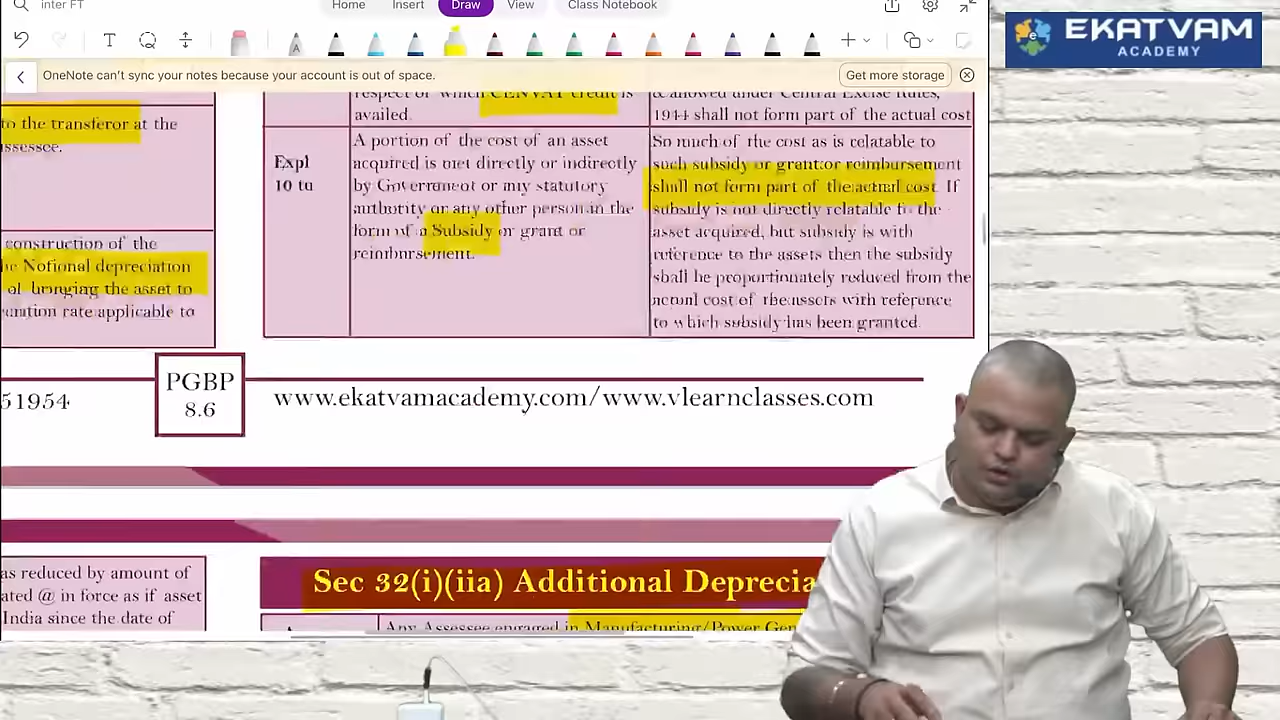 inter FT
Home Insert Draw View Class Notebook
EKATVAM
ACADEMY
OneNote can't sync your notes because your account is out of space.
Get more storage
to the transferor at the
assessee.
construction of the
Notional depreciation
of bringing the asset to
rate applicable to
respect of which CENVAT credit is
availed.
& allowed under Central Excise Rules,
1944 shall not form part of the actual cost
Expl
10 to
A portion of the cost of an asset
acquired is met directly or indirectly
by Government or any statutory
authority or any other person in the
form of a Subsidy or grant or
reimbursement.
So much of the cost as is relatable to
such subsidy or grant or reimbursement
shall not form part of the actual cost. If
subsidy is not directly relatable to the
asset acquired, but subsidy is with
reference to the assets then the subsidy
shall be proportionately reduced from the
actual cost of the assets with reference
to which subsidy has been granted.
51954
PGBP
8.6
www.ekatvamacademy.com/www.vlearnclasses.com
as reduced by amount of
ated @ in force as if asset
India since the date of
Sec 32(i)(iia) Additional Deprecia
Any Assessee engaged in Manufacturing/Power Gen